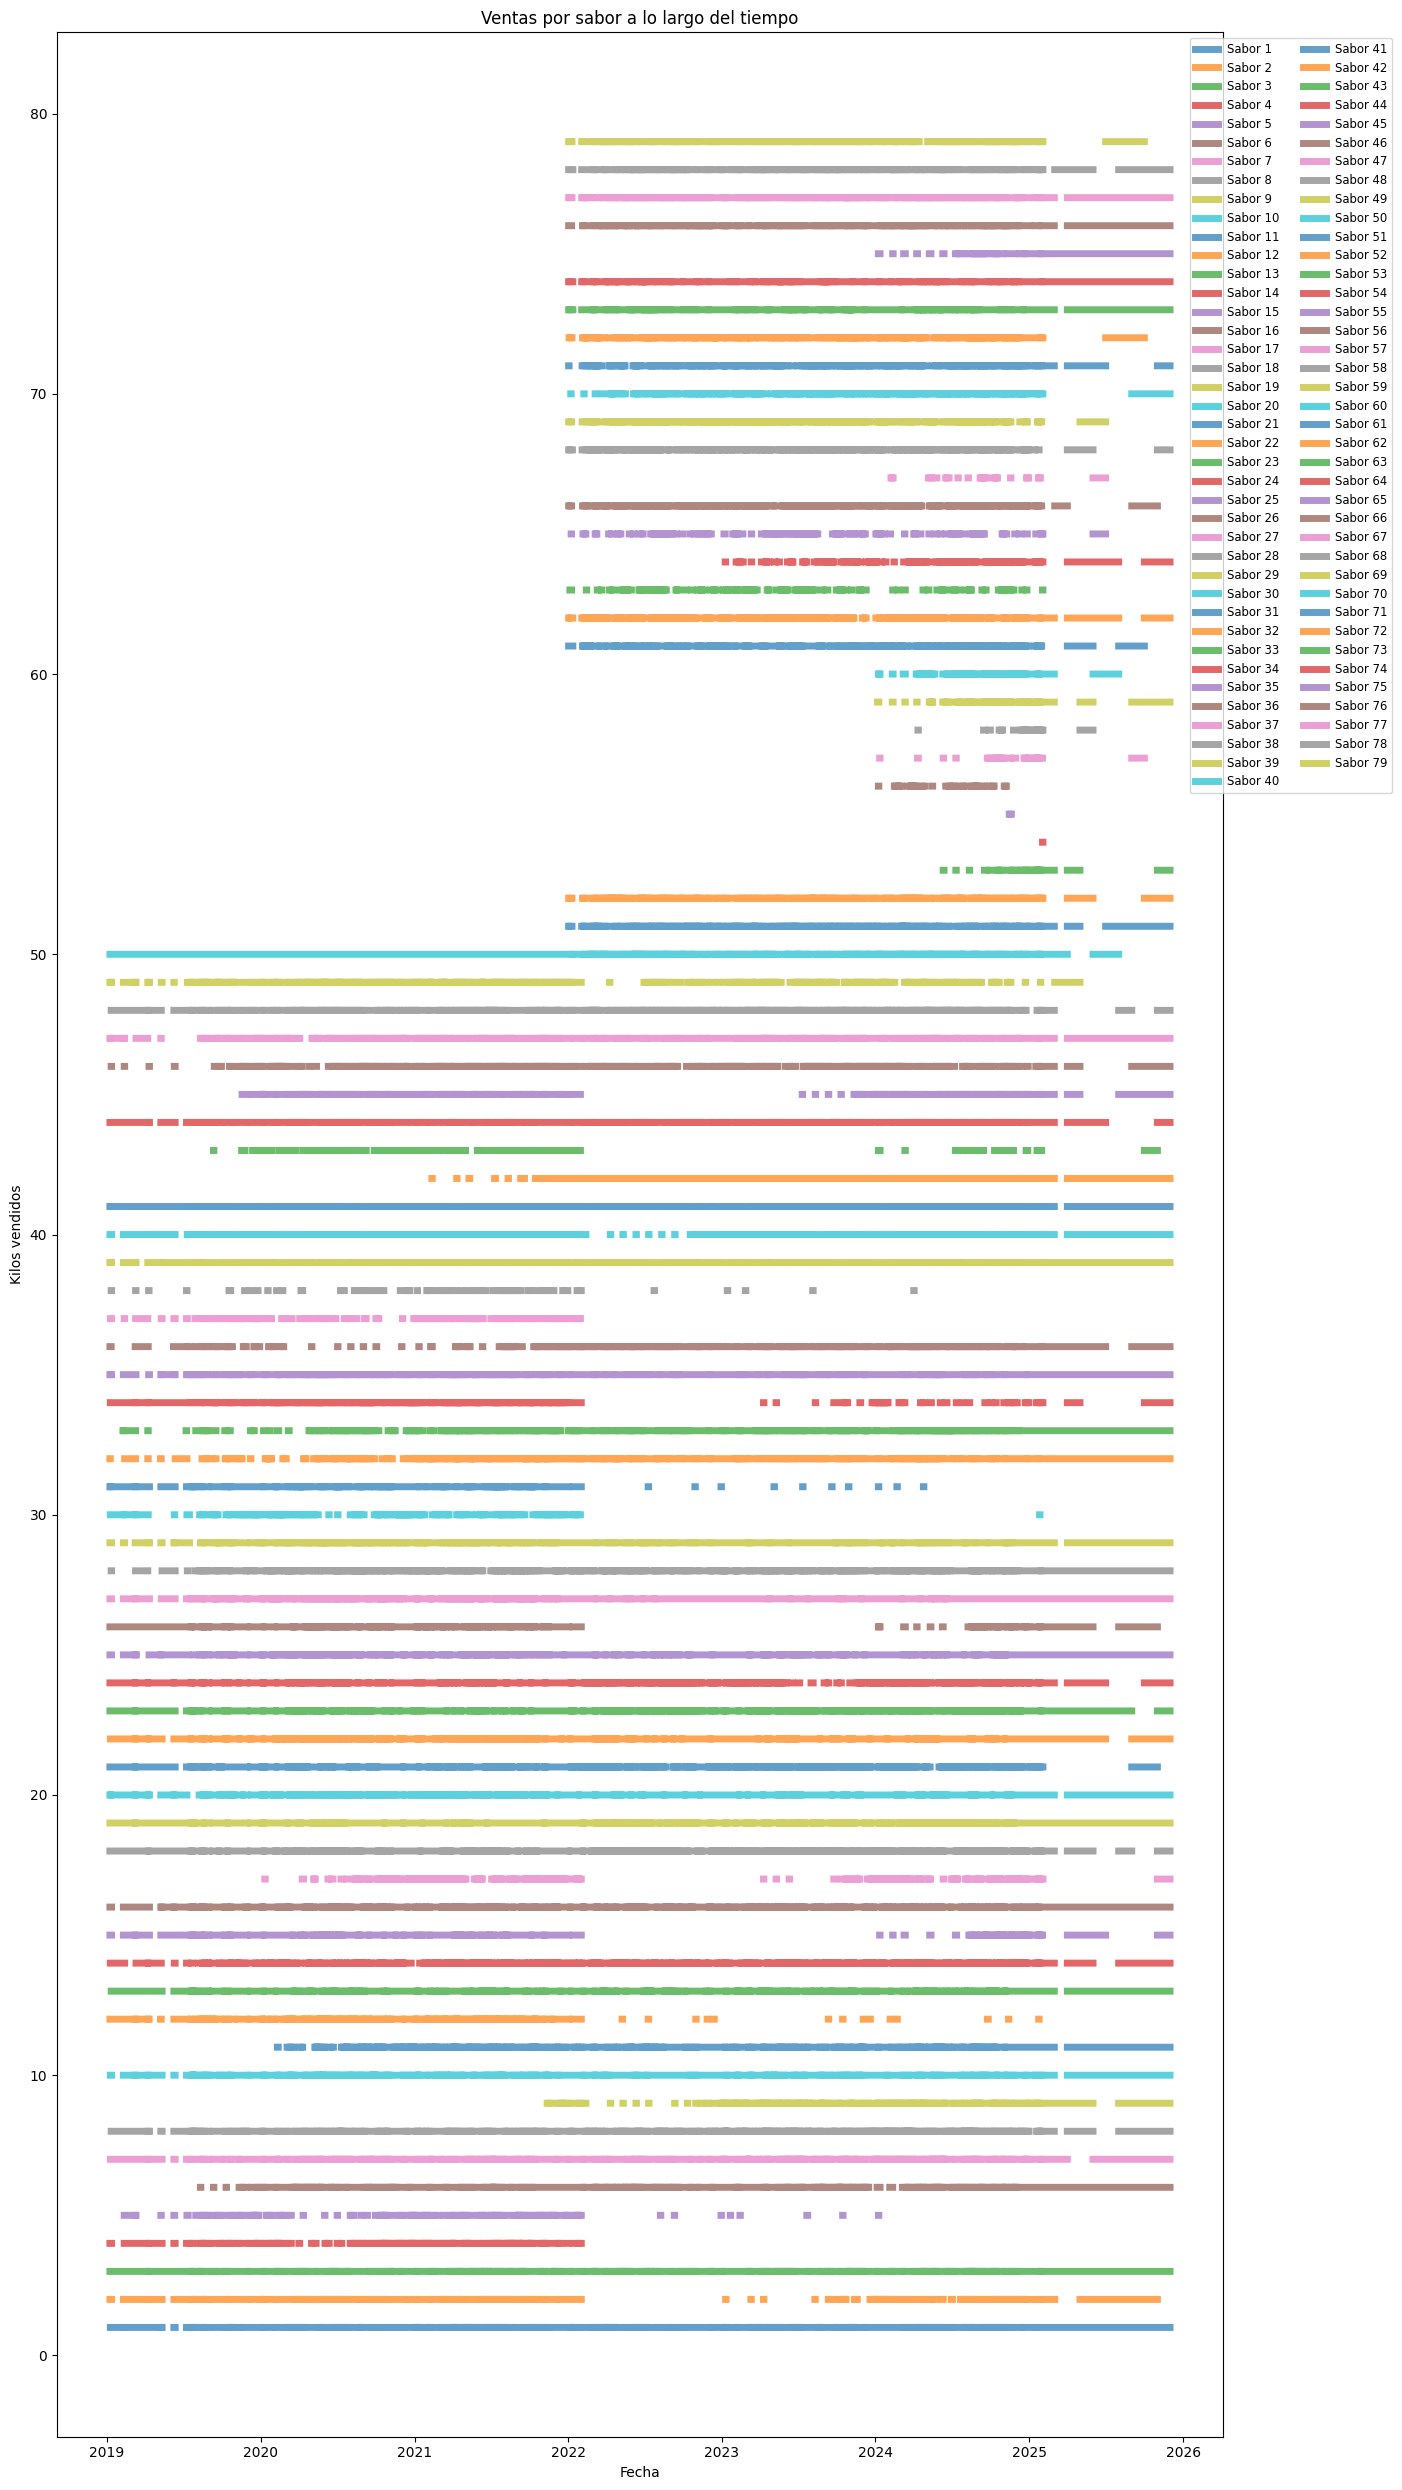 Ventas por sabor a lo largo del tiempo
Kilos vendidos
80
70
60
50
40
30
20
10
0
2019 2020 2021 2022 2023 2024 2025 2026
Fecha
Sabor 1
Sabor 2
Sabor 3
Sabor 4
Sabor 5
Sabor 6
Sabor 7
Sabor 8
Sabor 9
Sabor 10
Sabor 11
Sabor 12
Sabor 13
Sabor 14
Sabor 15
Sabor 16
Sabor 17
Sabor 18
Sabor 19
Sabor 20
Sabor 21
Sabor 22
Sabor 23
Sabor 24
Sabor 25
Sabor 26
Sabor 27
Sabor 28
Sabor 29
Sabor 30
Sabor 31
Sabor 32
Sabor 33
Sabor 34
Sabor 35
Sabor 36
Sabor 37
Sabor 38
Sabor 39
Sabor 40
Sabor 41
Sabor 42
Sabor 43
Sabor 44
Sabor 45
Sabor 46
Sabor 47
Sabor 48
Sabor 49
Sabor 50
Sabor 51
Sabor 52
Sabor 53
Sabor 54
Sabor 55
Sabor 56
Sabor 57
Sabor 58
Sabor 59
Sabor 60
Sabor 61
Sabor 62
Sabor 63
Sabor 64
Sabor 65
Sabor 66
Sabor 67
Sabor 68
Sabor 69
Sabor 70
Sabor 71
Sabor 72
Sabor 73
Sabor 74
Sabor 75
Sabor 76
Sabor 77
Sabor 78
Sabor 79